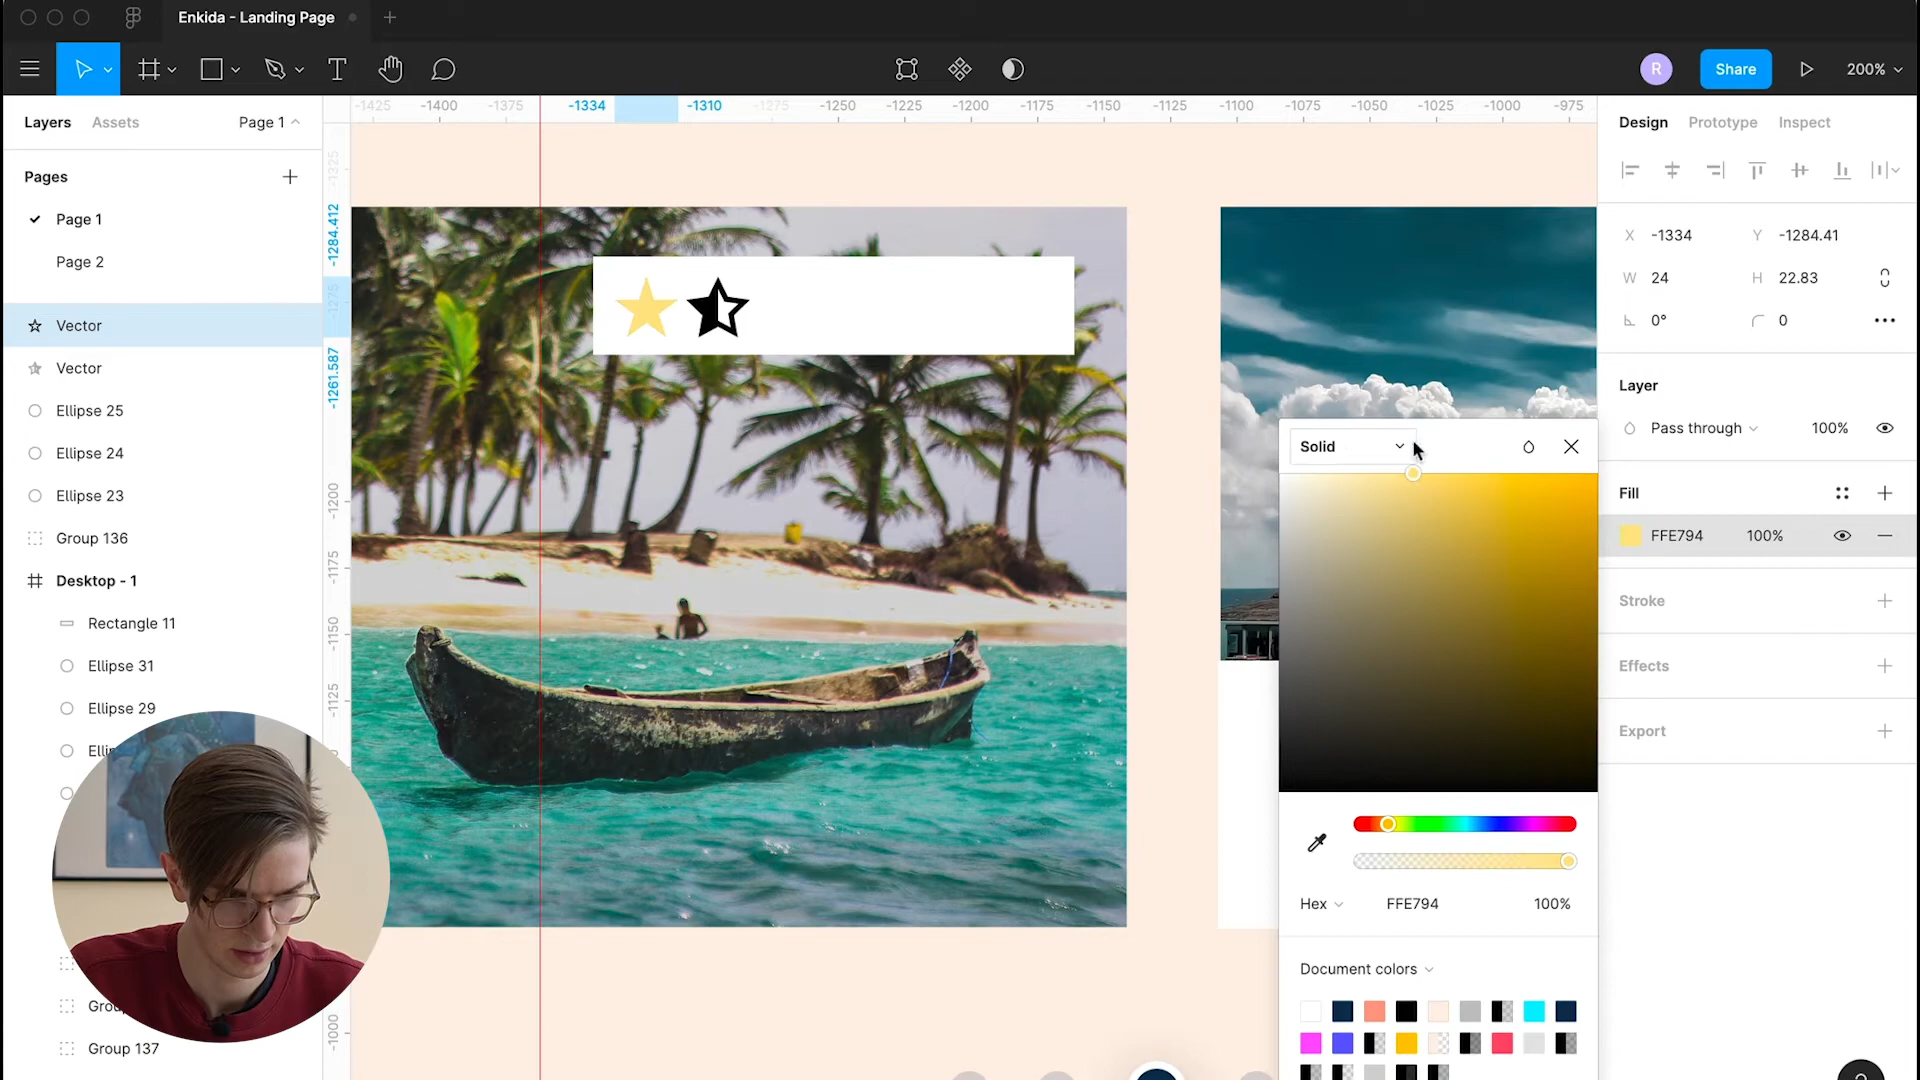 Enkida - Landing Page
Share
200%
R
Layers
Assets
Page 1
Pages
Page 1
Page 2
Vector
Vector
Ellipse 25
Ellipse 24
Ellipse 23
Group 136
Desktop - 1
Rectangle 11
Ellipse 31
Ellipse 29
Group 137
-1425 -1400 -1375 -1334 -1310 -1275 -1250 -1225 -1200 -1175 -1150 -1125 -1100 -1075 -1050 -1025 -1000 -975
-1325
-1284.412
-1275
-1261.587
-1200
-1175
-1150
-1125
-1000
Solid
Hex
FFE794
100%
Document colors
Design
Prototype
Inspect
X -1334
Y -1284.41
W 24
H 22.83
0°
0
Layer
Pass through
100%
Fill
FFE794
100%
Stroke
Effects
Export